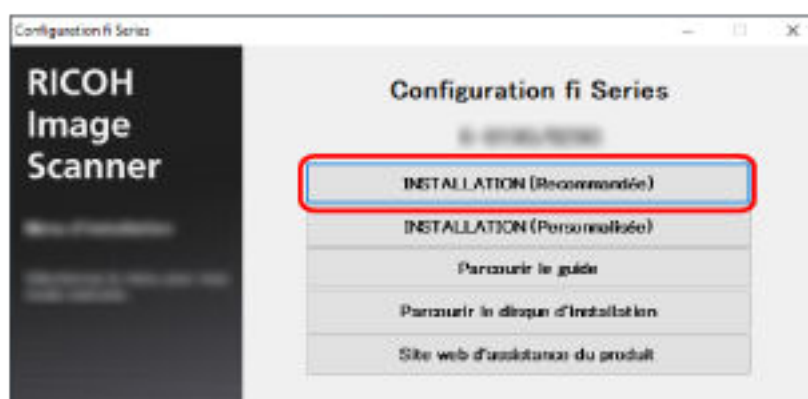 Configuration fi Series
RICOH
Image
Scanner
Configuration fi Series
INSTALLATION (Recommandée)
INSTALLATION (Personnalisée)
Parcourir le guide
Parcourir le disque d'installation
Site web d'assistance du produit